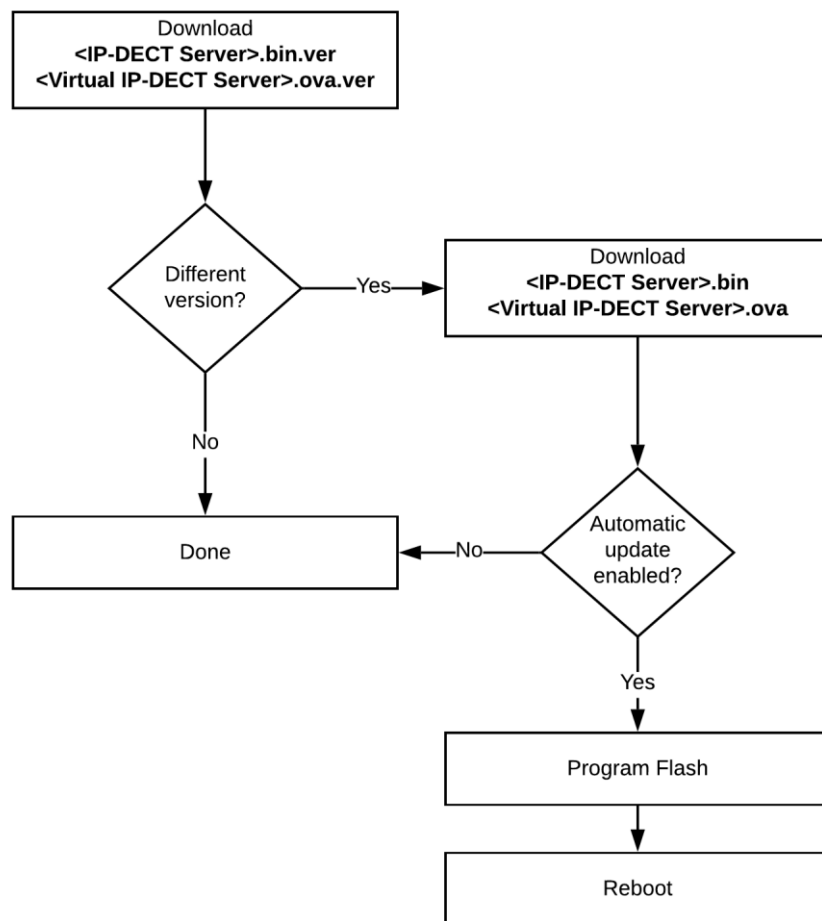 Download
<IP-DECT Server>.bin.ver
<Virtual IP-DECT Server>.ova.ver
Different
version?
Yes
Download
<IP-DECT Server>.bin
<Virtual IP-DECT Server>.ova
No
Done
No
Automatic
update
enabled?
Yes
Program Flash
Reboot